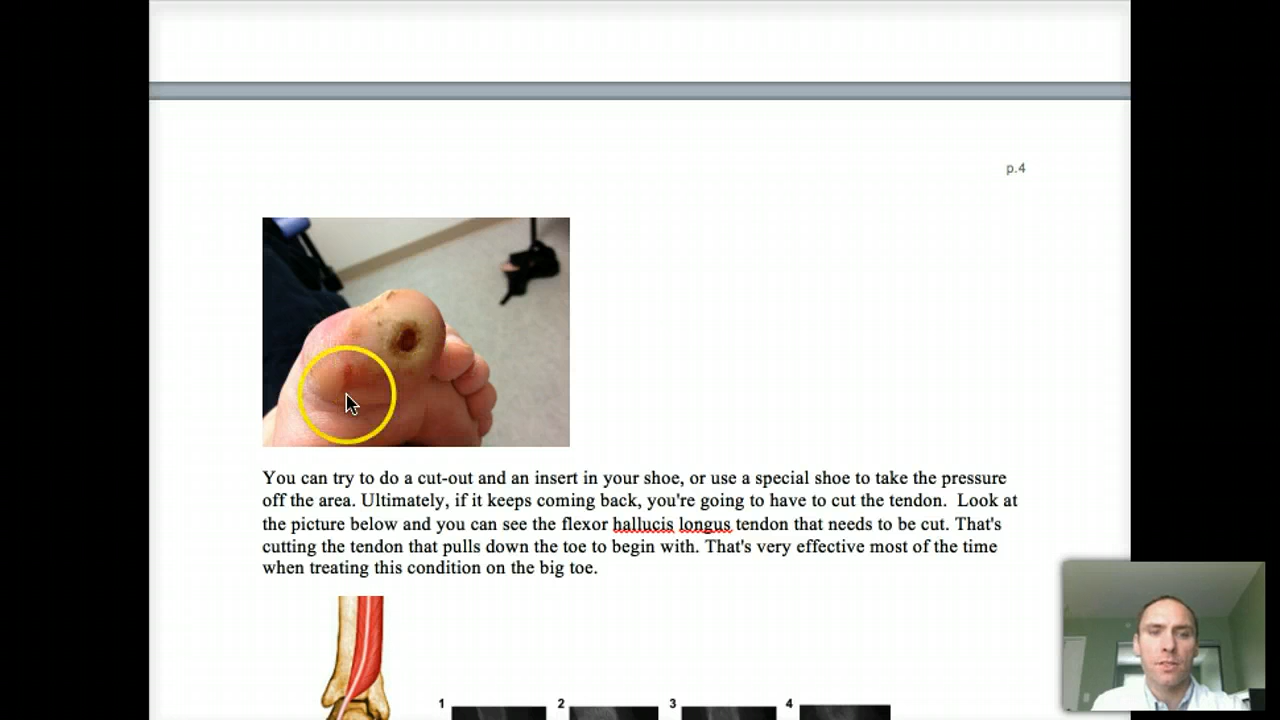 p.4
You can try to do a cut-out and an insert in your shoe, or use a special shoe to take the pressure
off the area. Ultimately, if it keeps coming back, you're going to have to cut the tendon.  Look at
the picture below and you can see the flexor hallucis longus tendon that needs to be cut. That's
cutting the tendon that pulls down the toe to begin with. That's very effective most of the time
when treating this condition on the big toe.
1 2 3 4